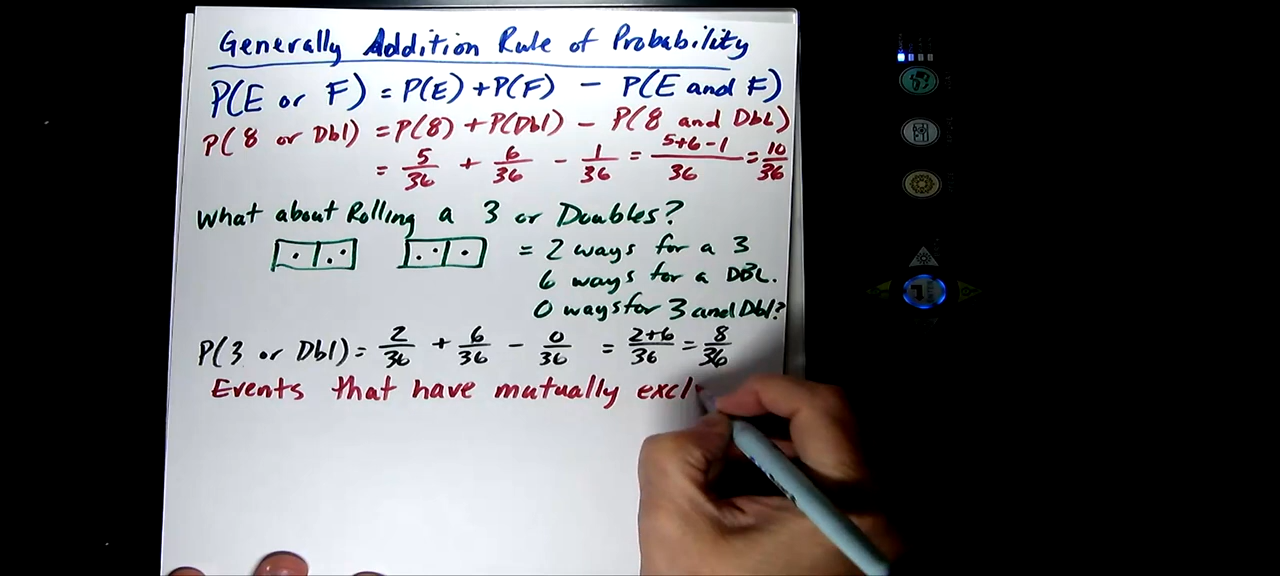 Generally Addition Rule of Probability
P(E or F) = P(E) + P(F) - P(E and F)
P(8 or Dbl) = P(8) + P(Dbl) - P(8 and DbL)
= 5/36 + 6/36 - 1/36 = 5+6-1/36 = 10/36
What about Rolling a 3 or Doubles?
= 2 ways for a 3
6 ways for a DBL.
0 ways for 3 and Dbl?
P(3 or Dbl) = 2/36 + 6/36 - 0/36 = 2+6/36 = 8/36
Events that have mutually excl